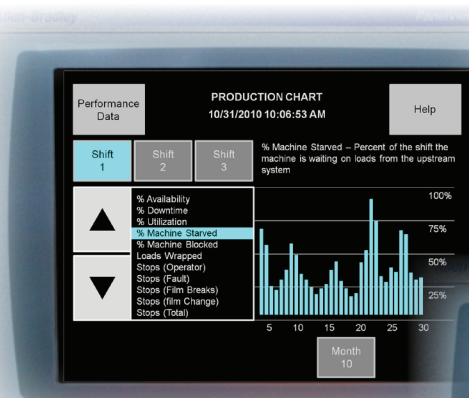 Allen-Bradley
Performance
Data
PRODUCTION CHART
10/31/2010 10:06:53 AM
Help
Shift
1
Shift
2
Shift
3
% Machine Starved – Percent of the shift the
machine is waiting on loads from the upstream
system
% Availability
% Downtime
% Utilization
% Machine Starved
% Machine Blocked
Loads Wrapped
Stops (Operator)
Stops (Fault)
Stops (Film Breaks)
Stops (film Change)
Stops (Total)
100%
75%
50%
25%
5 10 15 20 25 30
Month
10